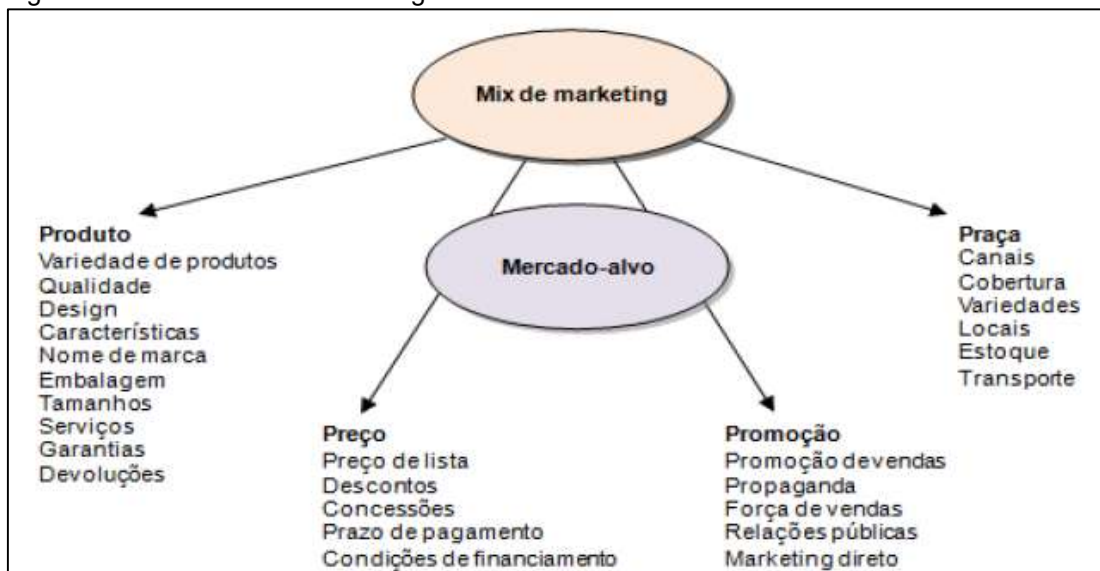 Mix de marketing
Mercado-alvo
Produto
Variedade de produtos
Qualidade
Design
Características
Nome de marca
Embalagem
Tamanhos
Serviços
Garantias
Devoluções
Preço
Preço de lista
Descontos
Concessões
Prazo de pagamento
Condições de financiamento
Promoção
Promoção de vendas
Propaganda
Força de vendas
Relações públicas
Marketing direto
Praça
Canais
Cobertura
Variedades
Locais
Estoque
Transporte